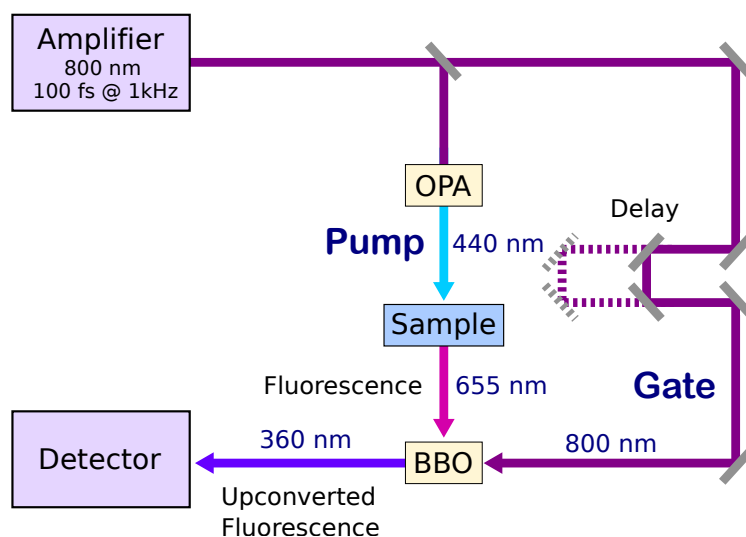 Amplifier
800 nm
100 fs @ 1kHz
OPA
Delay
Pump
440 nm
Sample
Fluorescence
655 nm
Gate
Detector
360 nm
BBO
800 nm
Upconverted
Fluorescence